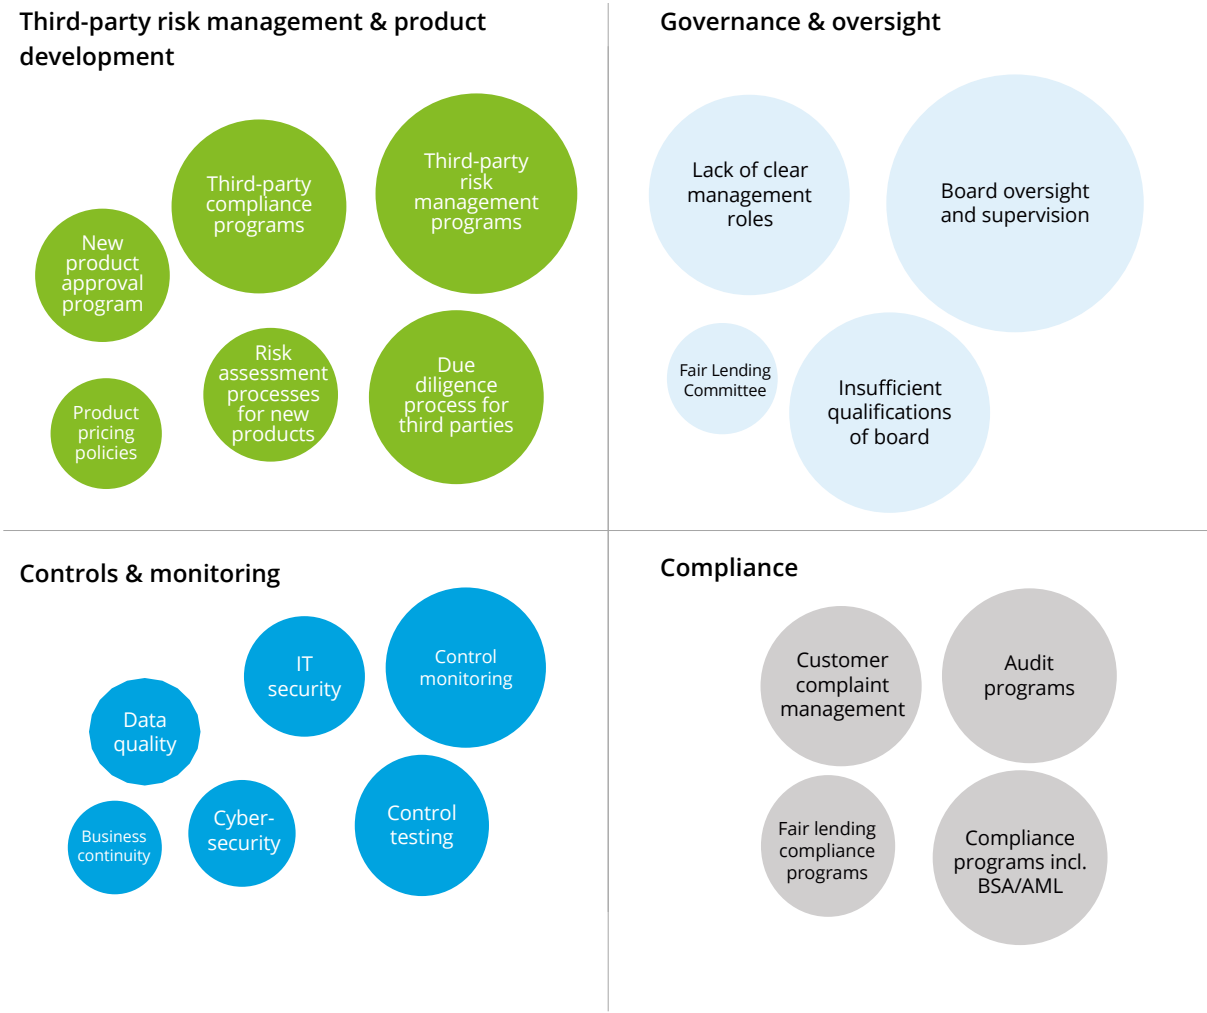 Third-party risk management & product
development
Third-party
compliance
programs
Third-party
risk
management
programs
New
product
approval
program
Risk
assessment
processes
for new
products
Due
diligence
process for
third parties
Product
pricing
policies
Governance & oversight
Lack of clear
management
roles
Board oversight
and supervision
Fair Lending
Committee
Insufficient
qualifications
of board
Controls & monitoring
IT
security
Control
monitoring
Data
quality
Business
continuity
Cyber-
security
Control
testing
Compliance
Customer
complaint
management
Audit
programs
Fair lending
compliance
programs
Compliance
programs incl.
BSA/AML